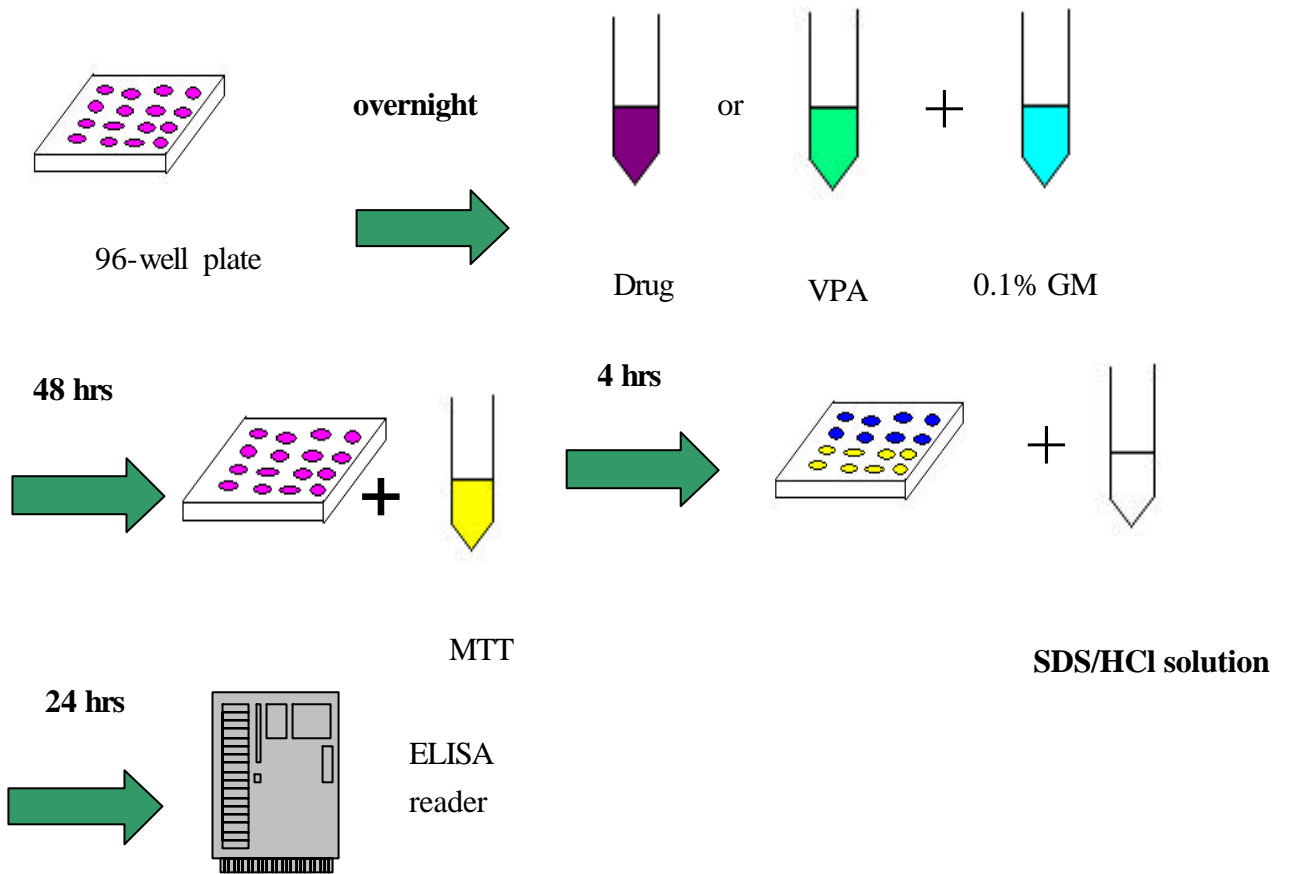 overnight
or
96-well plate
Drug
VPA
0.1% GM
48 hrs
4 hrs
MTT
SDS/HCl solution
24 hrs
ELISA
reader